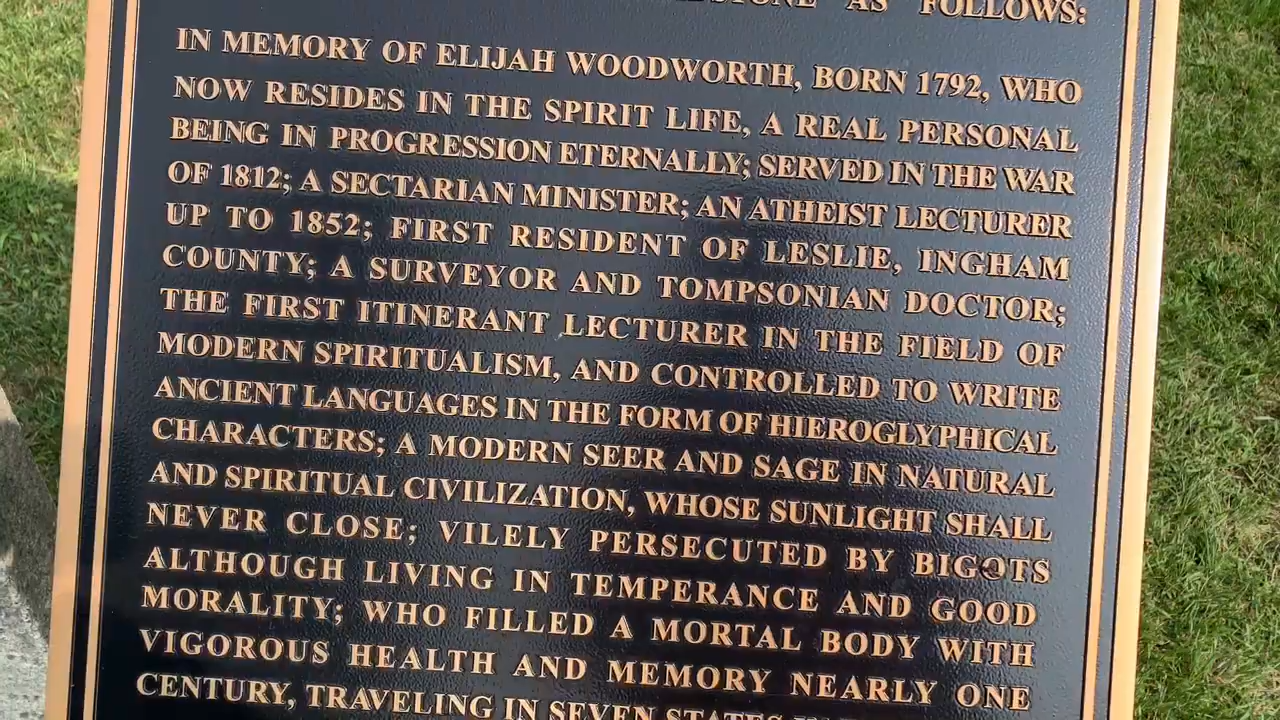 AS FOLLOWS:
IN MEMORY OF ELIJAH WOODWORTH, BORN 1792, WHO
NOW RESIDES IN THE SPIRIT LIFE, A REAL PERSONAL
BEING IN PROGRESSION ETERNALLY; SERVED IN THE WAR
OF 1812; A SECTARIAN MINISTER; AN ATHEIST LECTURER
UP TO 1852; FIRST RESIDENT OF LESLIE, INGHAM
COUNTY; A SURVEYOR AND TOMPSONIAN DOCTOR;
THE FIRST ITINERANT LECTURER IN THE FIELD OF
MODERN SPIRITUALISM, AND CONTROLLED TO WRITE
ANCIENT LANGUAGES IN THE FORM OF HIEROGLYPHICAL
CHARACTERS; A MODERN SEER AND SAGE IN NATURAL
AND SPIRITUAL CIVILIZATION, WHOSE SUNLIGHT SHALL
NEVER CLOSE; VILELY PERSECUTED BY BIGOTS
ALTHOUGH LIVING IN TEMPERANCE AND GOOD
MORALITY; WHO FILLED A MORTAL BODY WITH
VIGOROUS HEALTH AND MEMORY NEARLY ONE
CENTURY, TRAVELING IN SEVEN STATES